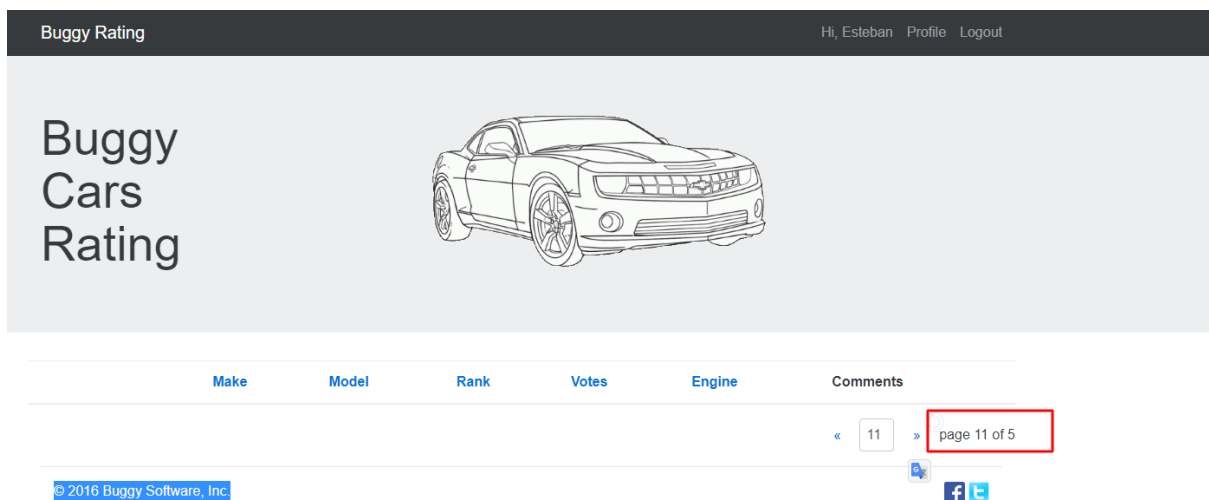 Buggy Rating Hi, Esteban Profile Logout
Buggy
Cars
Rating
Make Model Rank Votes Engine Comments
« 11 » page 11 of 5
© 2016 Buggy Software, Inc.